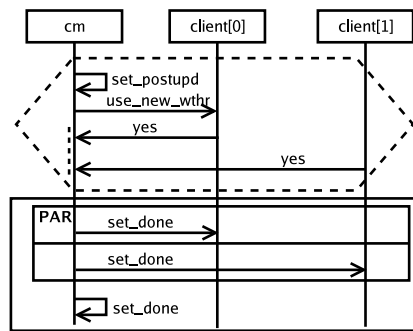 cm client[0] client[1]
set_postupd
use_new_wthr
yes
yes
PAR
set_done
set_done
set_done